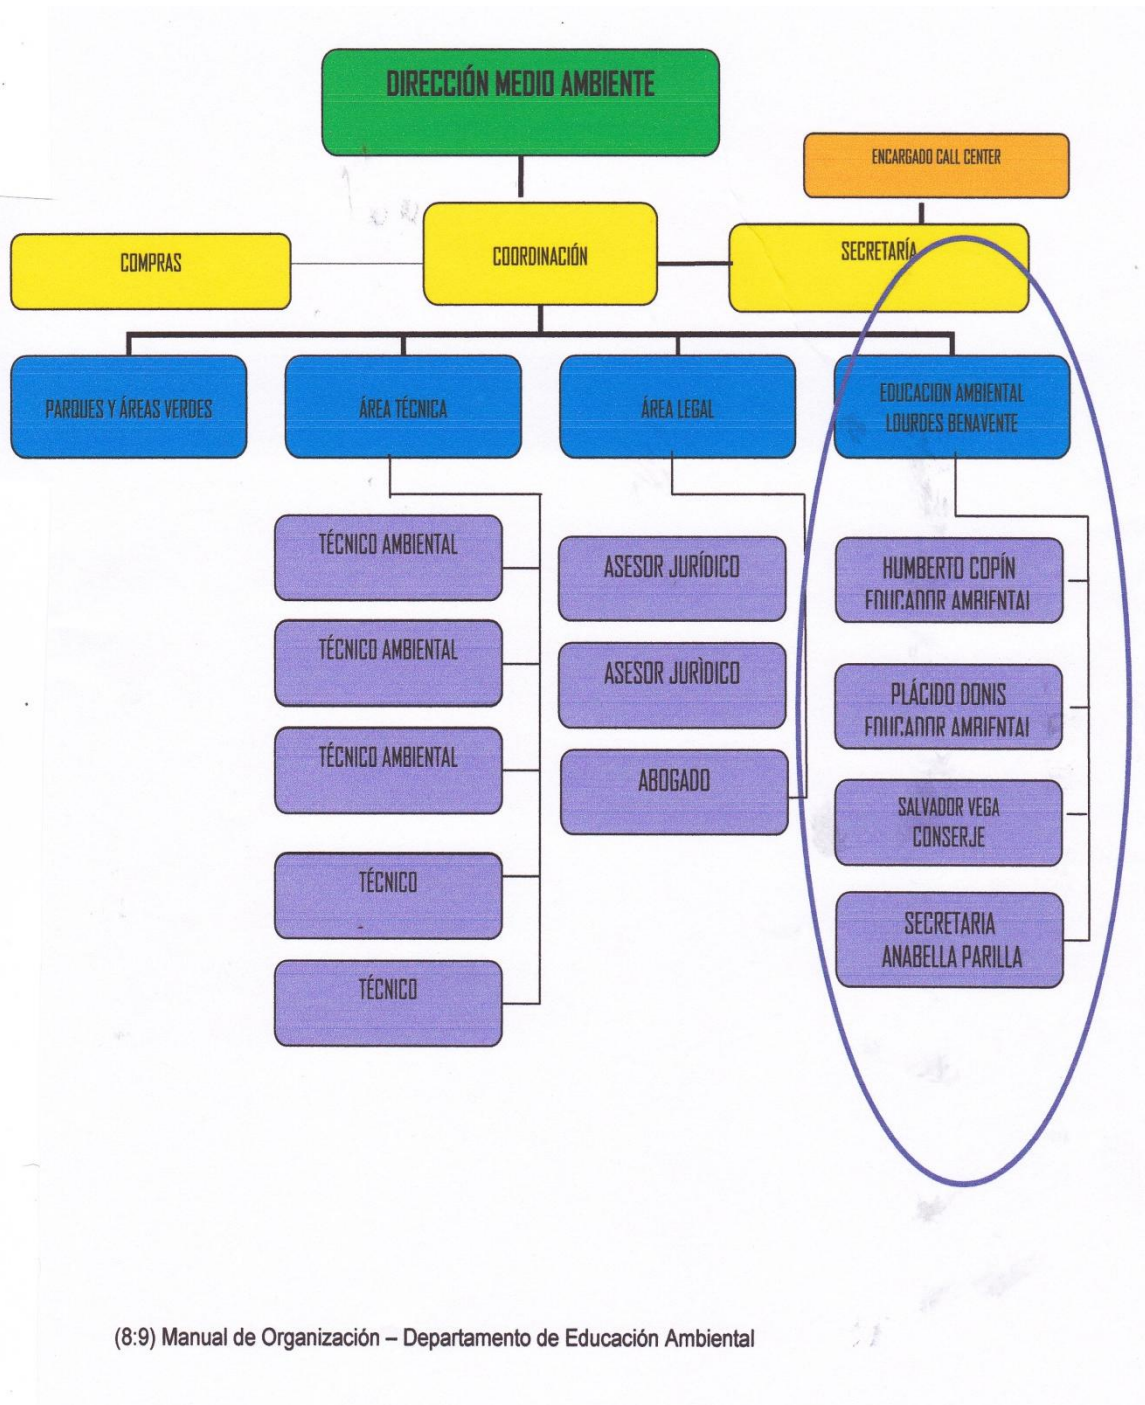 DIRECCIÓN MEDIO AMBIENTE
ENCARGADO CALL CENTER
COMPRAS
COORDINACIÓN
SECRETARÍA
PARQUES Y ÁREAS VERDES
ÁREA TÉCNICA
ÁREA LEGAL
EDUCACION AMBIENTAL
LOURDES BENAVENTE
TÉCNICO AMBIENTAL
TÉCNICO AMBIENTAL
TÉCNICO AMBIENTAL
TÉCNICO
TÉCNICO
ASESOR JURÍDICO
ASESOR JURÌDICO
ABOGADO
HUMBERTO COPÍN
EDUCADOR AMBIENTAL
PLÁCIDO DONIS
EDUCADOR AMBIENTAL
SALVADOR VEGA
CONSERJE
SECRETARIA
ANABELLA PARILLA
(8:9) Manual de Organización – Departamento de Educación Ambiental